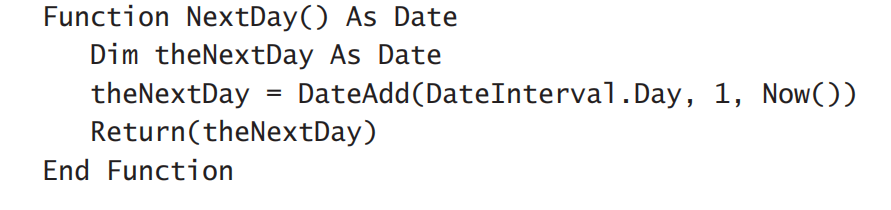 Function NextDay() As Date
Dim theNextDay As Date
theNextDay = DateAdd(DateInterval.Day, 1, Now())
Return(theNextDay)
End Function